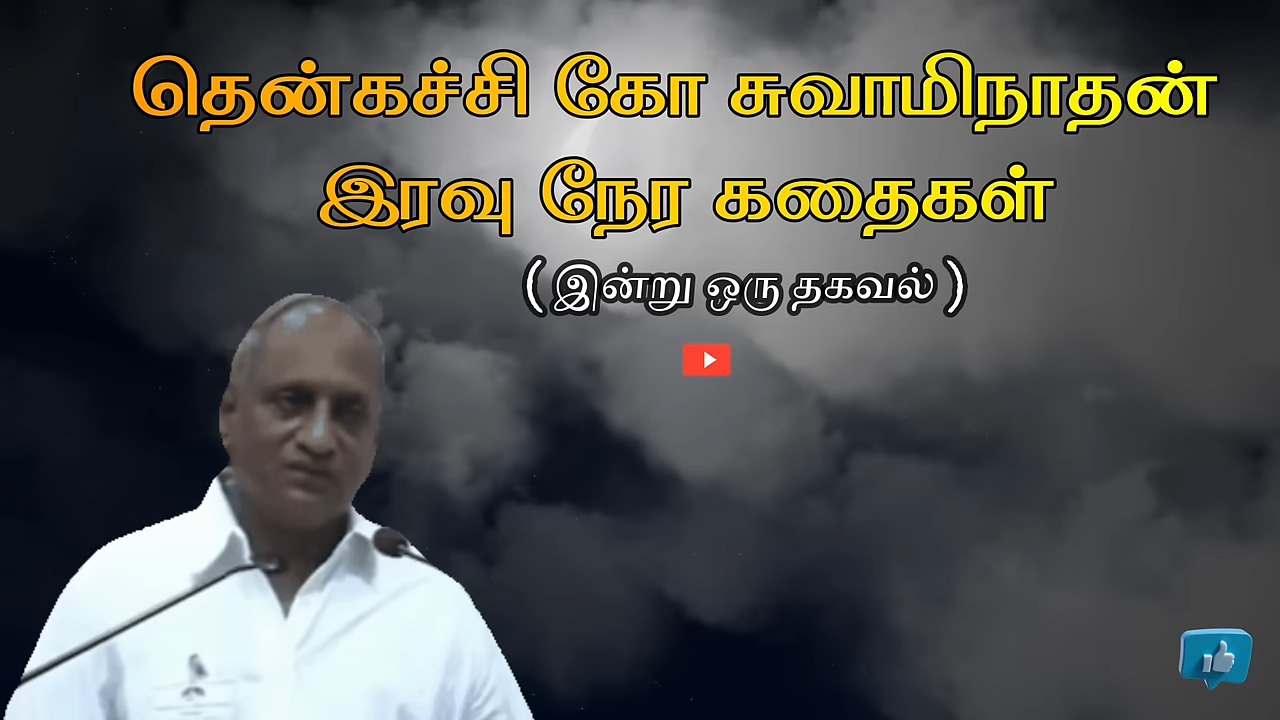 தென்கச்சி கோ சுவாமிநாதன்
இரவு நேர கதைகள்
( இன்று ஒரு தகவல் )